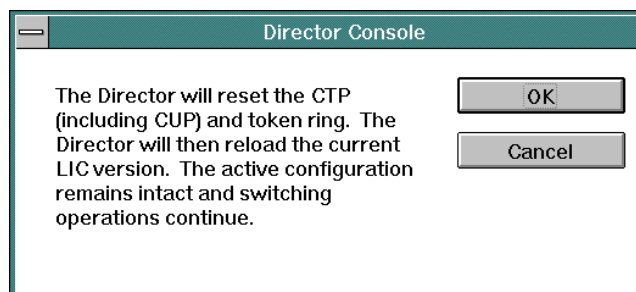 Director Console
The Director will reset the CTP
(including CUP) and token ring. The
Director will then reload the current
LIC version. The active configuration
remains intact and switching
operations continue.
OK
Cancel